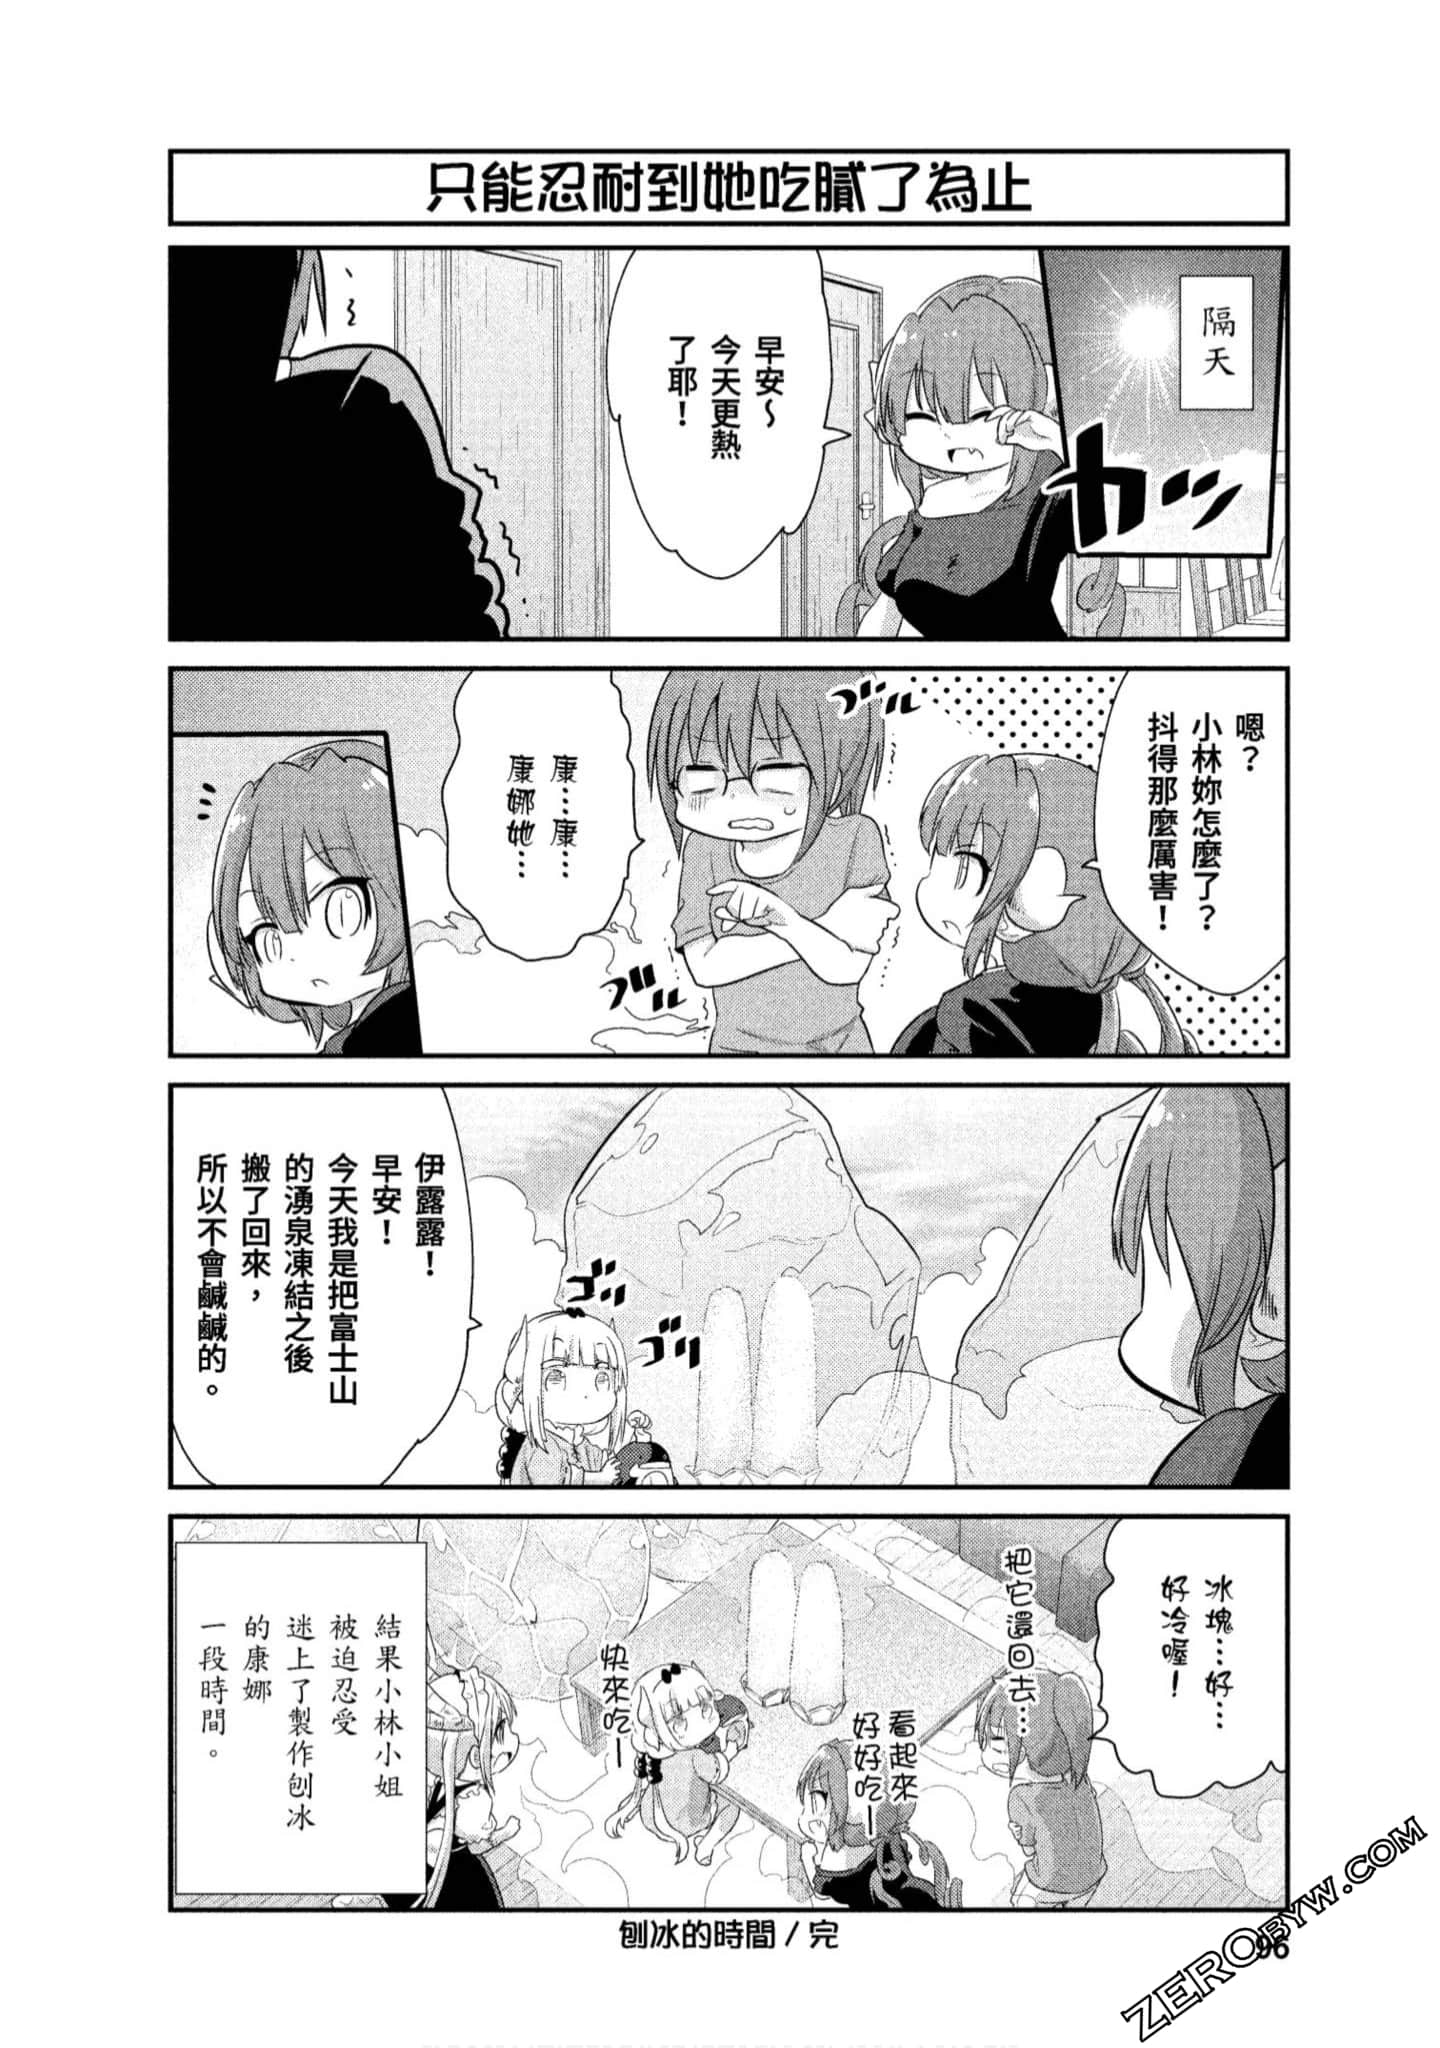 只能忍耐到她吃膩了為止
隔天
カッ
早安～
今天更熱
了耶！
嗯？
小林妳怎麼了？
抖得那麼厲害！
ブル
ブル
康…康…
康娜她…
伊露露！
早安！
今天我是把富士山
的湧泉凍結之後
搬了回來，
所以不會鹹鹹的。
ゴゴ
ゴゴ
冰塊…好…
好冷喔！
把它還回去…
看起來
好好吃—
快來吃—
結果小林小姐
被迫忍受
迷上了製作刨冰
的康娜
一段時間。
刨冰的時間／完
96
ZEROBYW.COM